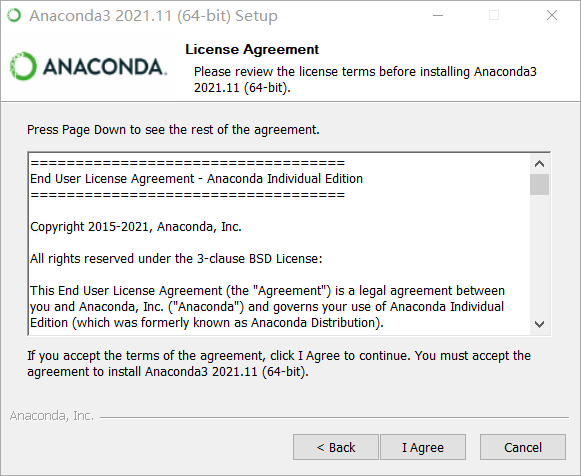 Anaconda3 2021.11 (64-bit) Setup
ANACONDA.
License Agreement
Please review the license terms before installing Anaconda3
2021.11 (64-bit).
Press Page Down to see the rest of the agreement.
===================================
End User License Agreement - Anaconda Individual Edition
===================================
Copyright 2015-2021, Anaconda, Inc.
All rights reserved under the 3-clause BSD License:
This End User License Agreement (the "Agreement") is a legal agreement between
you and Anaconda, Inc. ("Anaconda") and governs your use of Anaconda Individual
Edition (which was formerly known as Anaconda Distribution).
If you accept the terms of the agreement, click I Agree to continue. You must accept the
agreement to install Anaconda3 2021.11 (64-bit).
Anaconda, Inc.
< Back
I Agree
Cancel